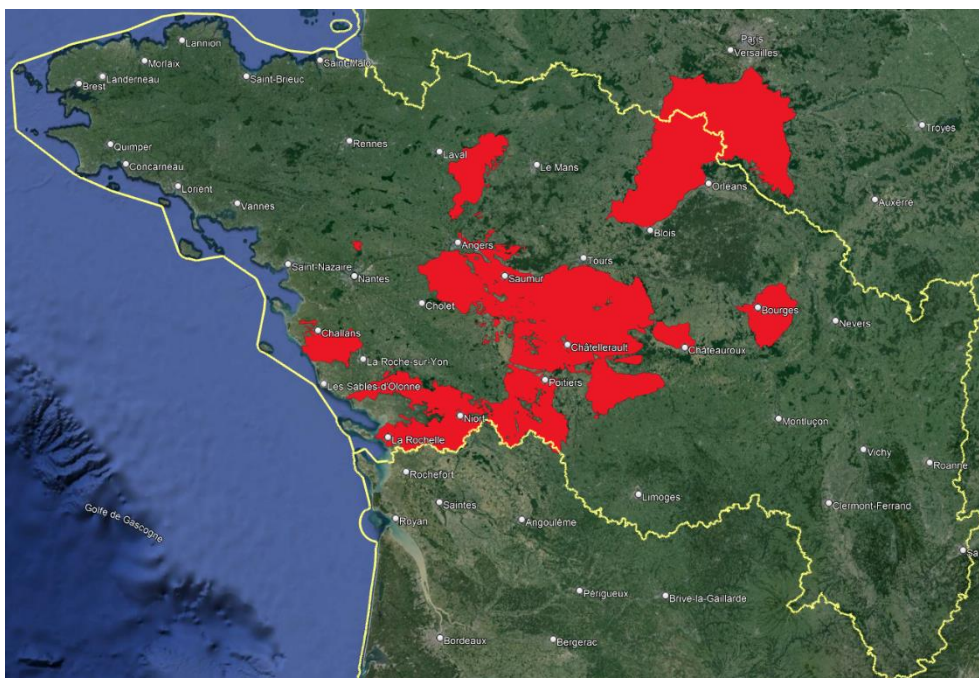 Paris
Versailles
Lannion
Morlaix
Saint-Malo
Landerneau
Saint-Brieuc
Brest
Troyes
Rennes
Quimper
Laval
Concarneau
Le Mans
Orléans
Lorient
Auxerre
Vannes
Blois
Angers
Tours
Saint-Nazaire
Nantes
Saumur
Cholet
Bourges
Nevers
Challans
Châtellerault
Châteauroux
La Roche-sur-Yon
Les Sables-d'Olonne
Poitiers
Niort
Montluçon
La Rochelle
Vichy
Roanne
Rochefort
Limoges
Saintes
Clermont-Ferrand
Golfe de Gascogne
Royan
Angoulême
Sa
Périgueux
Brive-la-Gaillarde
Bordeaux
Bergerac